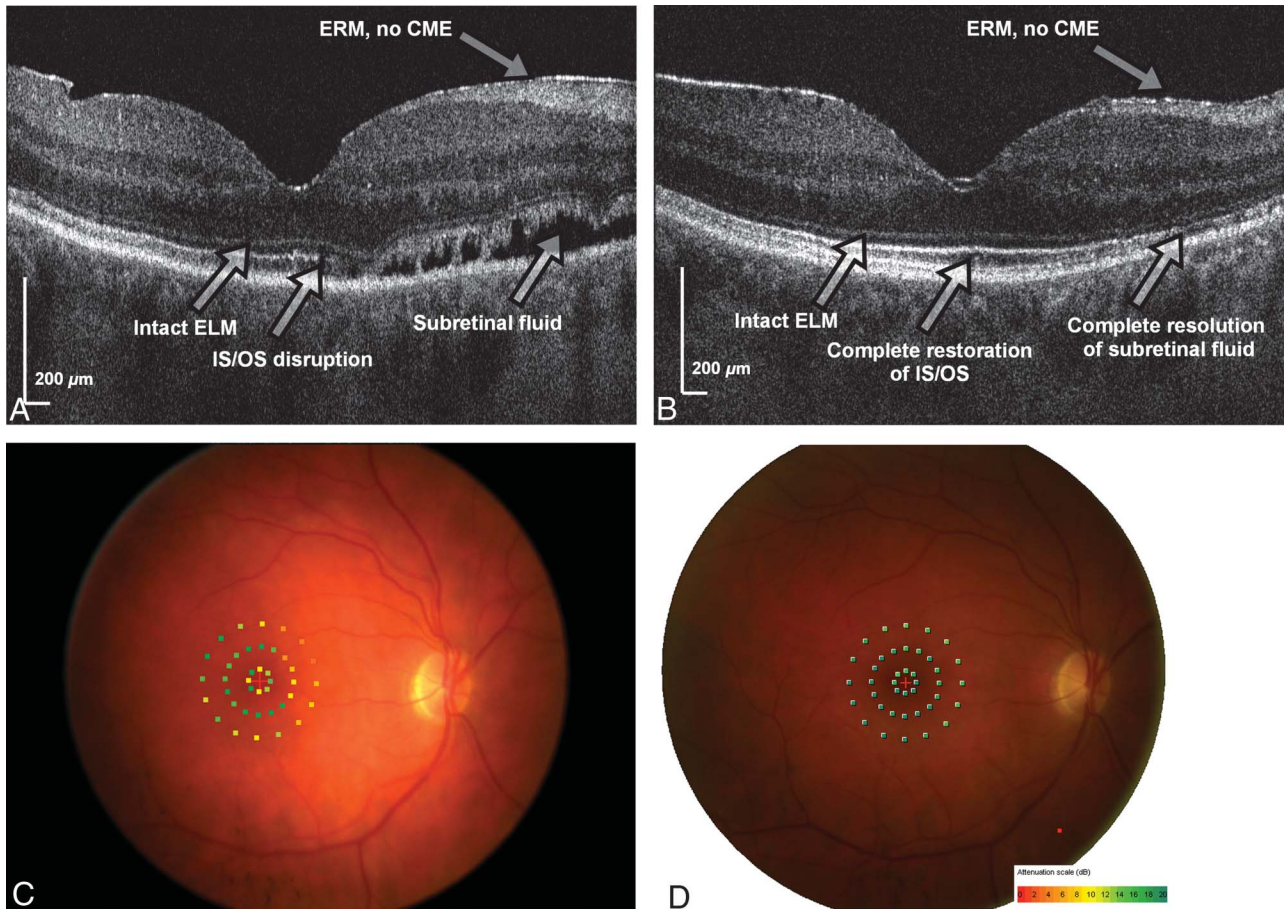 ERM, no CME
Intact ELM
IS/OS disruption
Subretinal fluid
200 µm
A
ERM, no CME
Intact ELM
Complete restoration
of IS/OS
Complete resolution
of subretinal fluid
200 µm
B
C
D
Attenuation scale (dB)
0 2 4 6 8 10 12 14 16 18 20